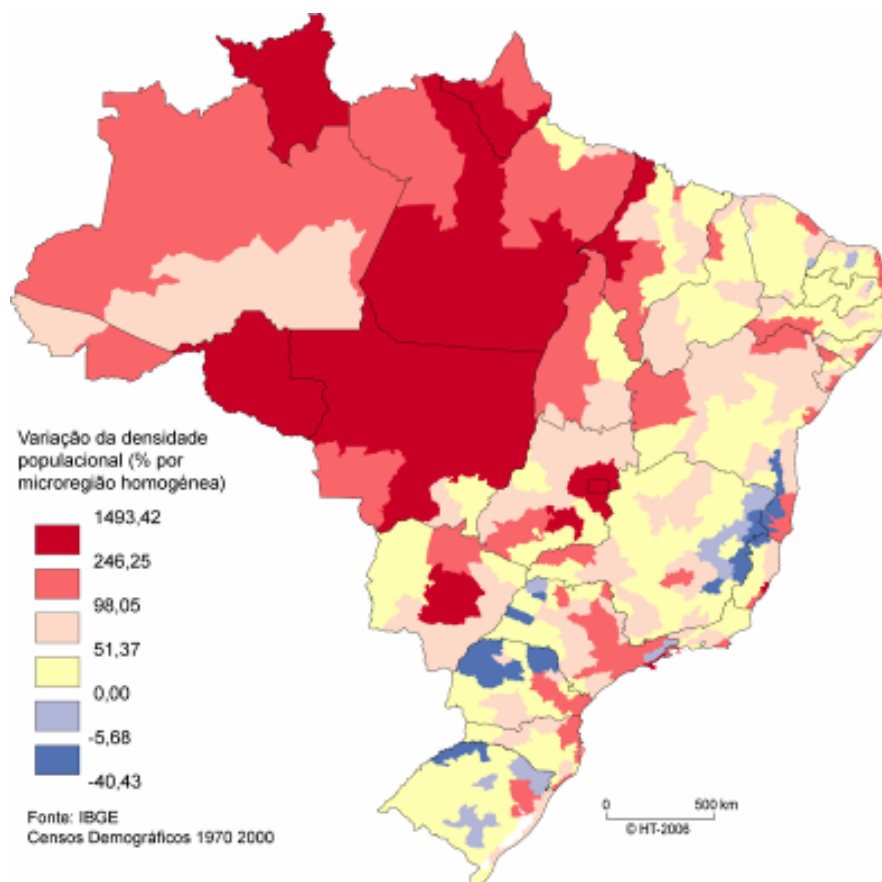 Variação da densidade
populacional (% por
microregião homogénea)
1493,42
246,25
98,05
51,37
0,00
-5,68
-40,43
Fonte: IBGE
Censos Demográficos 1970 2000
0 500 km
© HT-2006